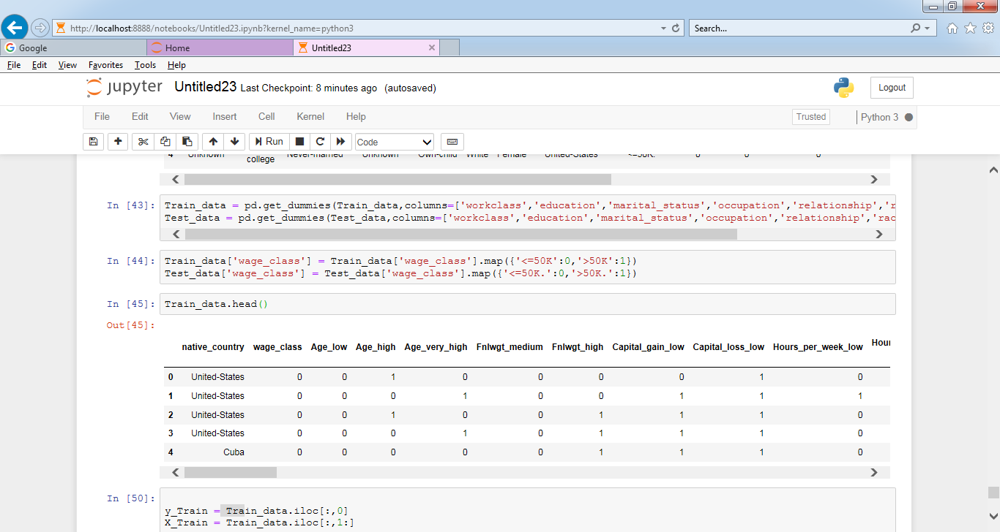 http://localhost:8888/notebooks/Untitled23.ipynb?kernel_name=python3
Search...
Google
Home
Untitled23
File Edit View Favorites Tools Help
jupyter Untitled23 Last Checkpoint: 8 minutes ago (autosaved)
Logout
File Edit View Insert Cell Kernel Help
Trusted
Python 3
Run
Code
4 Unknown college Never-married Unknown Own-child White Female United-States <=50K. 0 0 0
In [43]:
Train_data = pd.get_dummies(Train_data,columns=['workclass','education','marital_status','occupation','relationship','r
Test_data = pd.get_dummies(Test_data,columns=['workclass','education','marital_status','occupation','relationship','rac
In [44]:
Train_data['wage_class'] = Train_data['wage_class'].map({'<=50K':0,'>50K':1})
Test_data['wage_class'] = Test_data['wage_class'].map({'<=50K.':0,'>50K.':1})
In [45]:
Train_data.head()
Out[45]:
native_country wage_class Age_low Age_high Age_very_high Fnlwgt_medium Fnlwgt_high Capital_gain_low Capital_loss_low Hours_per_week_low Hour
0 United-States 0 0 1 0 0 0 0 1 0
1 United-States 0 0 0 1 0 0 1 1 1
2 United-States 0 0 1 0 0 1 1 1 0
3 United-States 0 0 0 1 0 1 1 1 0
4 Cuba 0 0 0 0 0 1 1 1 0
In [50]:
y_Train = Train_data.iloc[:,0]
X_Train = Train_data.iloc[:,1:]